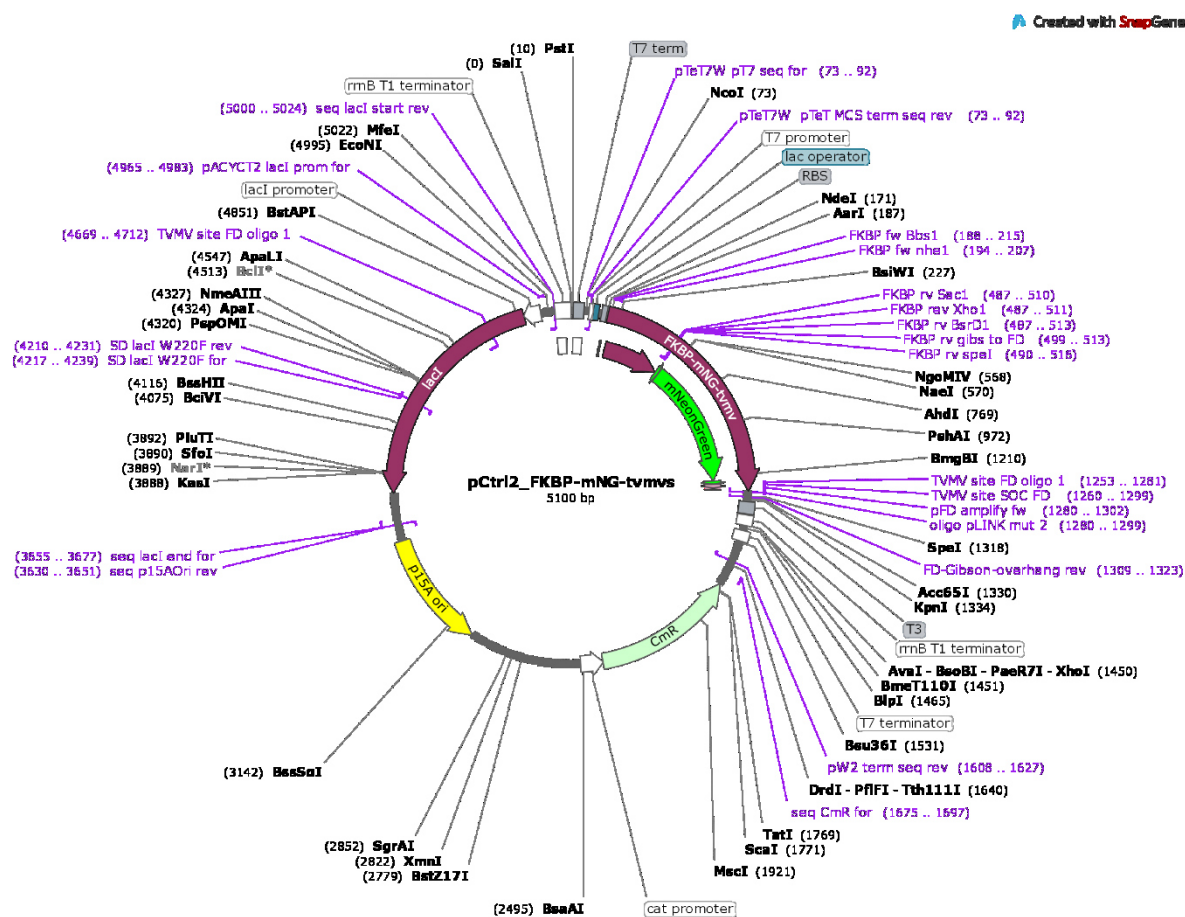 Created with SnapGene
(10) PstI
(0) SalI
T7 term
rrnB T1 terminator
pTeT7W pT7 seq for (73 .. 92)
NcoI (73)
(5000 .. 5024) seq lacI start rev
pTeT7W pTeT MCS term seq rev (73 .. 92)
(5022) MfeI
(4995) EcoNI
T7 promoter
lac operator
(4965 .. 4983) pACYCT2 lacI prom for
RBS
lacI promoter
NdeI (171)
(4851) BstAPI
AarI (187)
(4669 .. 4712) TVMV site FD oligo 1
FKBP fw Bbs1 (188 .. 215)
FKBP fw nhe1 (194 .. 207)
(4547) ApaLI
(4513) BclI*
BsiWI (227)
(4327) NmeAIII
(4324) ApaI
(4320) PspOMI
FKBP rv Sac1 (487 .. 510)
FKBP rev Xho1 (487 .. 511)
FKBP rv BsrD1 (487 .. 513)
FKBP rv gibs to FD (499 .. 513)
FKBP rv speI (490 .. 516)
(4210 .. 4231) SD lacI W220F rev
(4217 .. 4239) SD lacI W220F for
NgoMIV (568)
NaeI (570)
(4116) BssHII
(4075) BciVI
AhdI (769)
PshAI (972)
(3892) PluTI
(3890) SfoI
(3889) NarI*
(3888) KasI
BmgBI (1210)
lacI
FKBP-mNG-tvmv
mNeonGreen
pCtrl2_FKBP-mNG-tvmvs
5100 bp
TVMV site FD oligo 1 (1253 .. 1281)
TVMV site SOC FD (1260 .. 1299)
pFD amplify fw (1280 .. 1302)
oligo pLINK mut 2 (1280 .. 1299)
SpeI (1318)
FD-Gibson-overhang rev (1309 .. 1323)
(3655 .. 3677) seq lacI end for
(3630 .. 3651) seq p15AOri rev
Acc65I (1330)
KpnI (1334)
T3
rrnB T1 terminator
p15A ori
CmR
AvaI - BsoBI - PaeR7I - XhoI (1450)
BmeT110I (1451)
BlpI (1465)
T7 terminator
Bsu36I (1531)
pW2 term seq rev (1608 .. 1627)
(3142) BssSαI
DrdI - PflFI - Tth111I (1640)
seq CmR for (1675 .. 1697)
TatI (1769)
ScaI (1771)
MscI (1921)
(2852) SgrAI
(2822) XmnI
(2779) BstZ17I
(2495) BsaAI
cat promoter